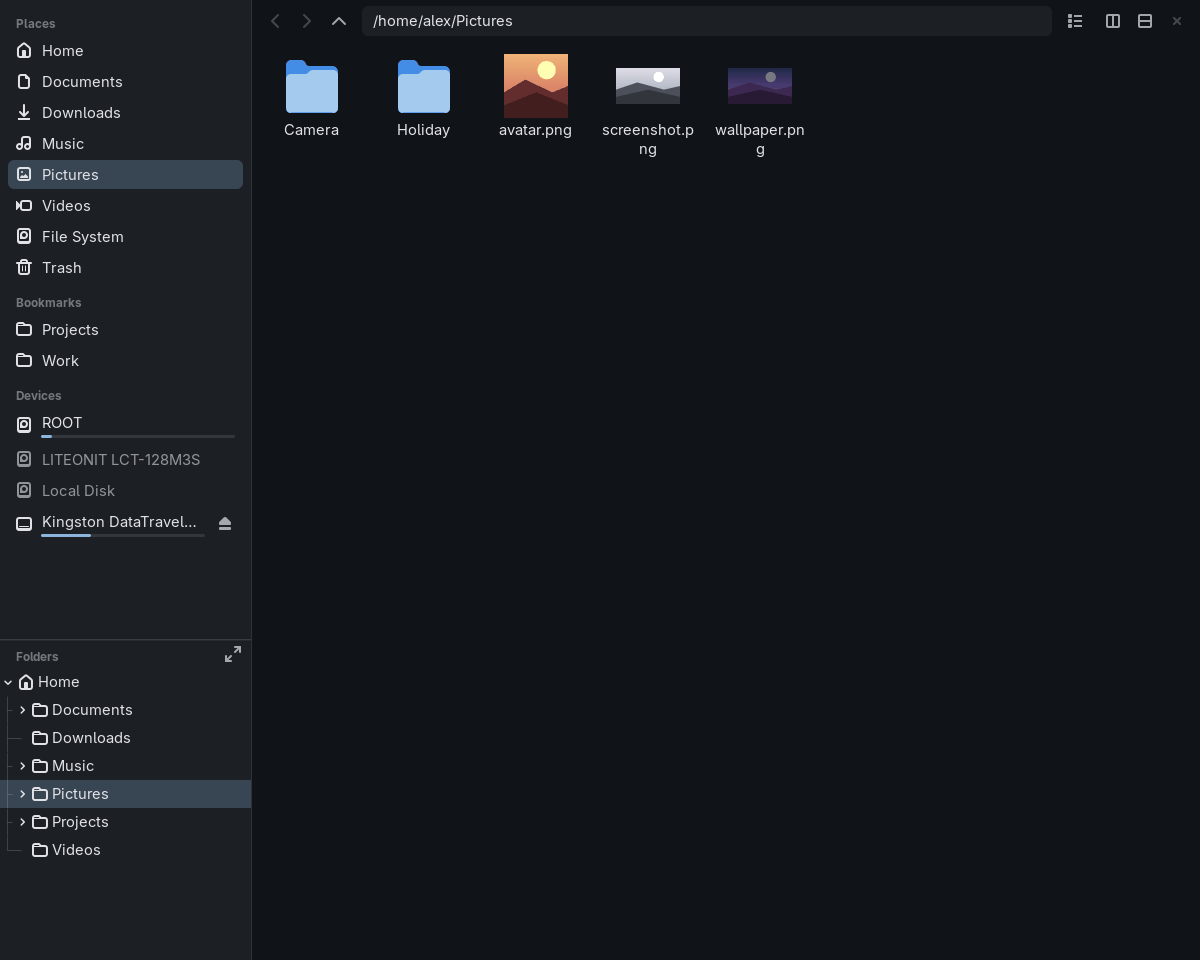 Places
Home
Documents
Downloads
Music
Pictures
Videos
File System
Trash
Bookmarks
Projects
Work
Devices
ROOT
LITEONIT LCT-128M3S
Local Disk
Kingston DataTravel...
Folders
Home
Documents
Downloads
Music
Pictures
Projects
Videos
/home/alex/Pictures
Camera
Holiday
avatar.png
screenshot.p
ng
wallpaper.pn
g